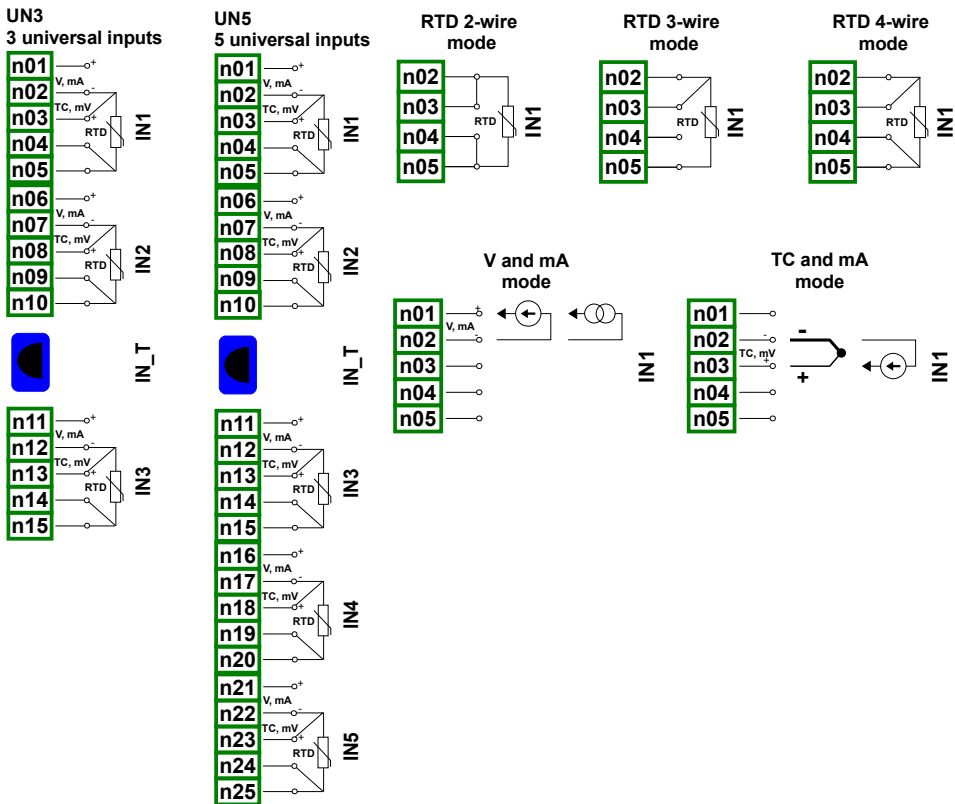 UN3
3 universal inputs
n01
+
V, mA
n02
-
TC, mV
n03
+
RTD
n04
n05
IN1
n06
+
V, mA
n07
-
TC, mV
n08
+
RTD
n09
n10
IN2
IN_T
n11
+
V, mA
n12
-
TC, mV
n13
+
RTD
n14
n15
IN3
UN5
5 universal inputs
n01
+
V, mA
n02
-
TC, mV
n03
+
RTD
n04
n05
IN1
n06
+
V, mA
n07
-
TC, mV
n08
+
RTD
n09
n10
IN2
IN_T
n11
+
V, mA
n12
-
TC, mV
n13
+
RTD
n14
n15
IN3
n16
+
V, mA
n17
-
TC, mV
n18
+
RTD
n19
n20
IN4
n21
+
V, mA
n22
-
TC, mV
n23
+
RTD
n24
n25
IN5
RTD 2-wire
mode
n02
n03
RTD
n04
n05
IN1
RTD 3-wire
mode
n02
n03
RTD
n04
n05
IN1
RTD 4-wire
mode
n02
n03
RTD
n04
n05
IN1
V and mA
mode
n01
+
V, mA
n02
-
n03
n04
n05
IN1
TC and mA
mode
n01
n02
-
-
TC, mV
n03
+
+
n04
n05
IN1